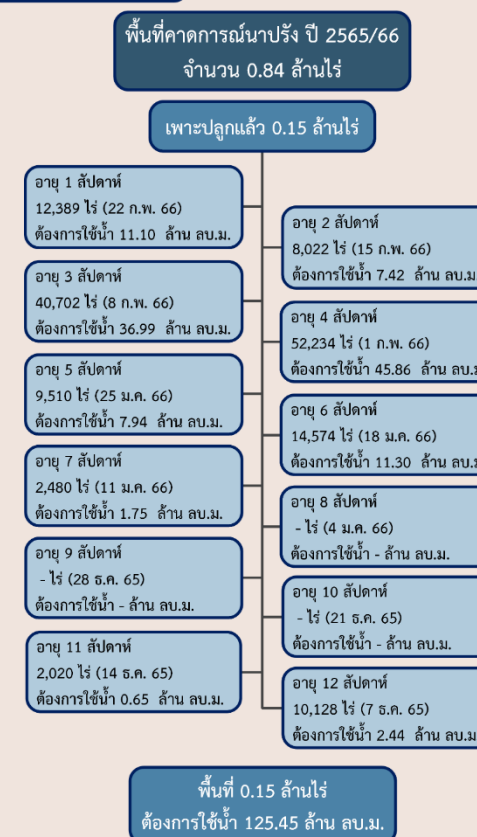 พื้นที่คาดการณ์นาปรัง ปี 2565/66
จำนวน 0.84 ล้านไร่
เพาะปลูกแล้ว 0.15 ล้านไร่
อายุ 1 สัปดาห์
12,389 ไร่ (22 ก.พ. 66)
ต้องการใช้น้ำ 11.10 ล้าน ลบ.ม.
อายุ 2 สัปดาห์
8,022 ไร่ (15 ก.พ. 66)
ต้องการใช้น้ำ 7.42 ล้าน ลบ.ม.
อายุ 3 สัปดาห์
40,702 ไร่ (8 ก.พ. 66)
ต้องการใช้น้ำ 36.99 ล้าน ลบ.ม.
อายุ 4 สัปดาห์
52,234 ไร่ (1 ก.พ. 66)
ต้องการใช้น้ำ 45.86 ล้าน ลบ.ม
อายุ 5 สัปดาห์
9,510 ไร่ (25 ม.ค. 66)
ต้องการใช้น้ำ 7.94 ล้าน ลบ.ม.
อายุ 6 สัปดาห์
14,574 ไร่ (18 ม.ค. 66)
ต้องการใช้น้ำ 11.30 ล้าน ลบ.ม
อายุ 7 สัปดาห์
2,480 ไร่ (11 ม.ค. 66)
ต้องการใช้น้ำ 1.75 ล้าน ลบ.ม.
อายุ 8 สัปดาห์
- ไร่ (4 ม.ค. 66)
ต้องการใช้น้ำ - ล้าน ลบ.ม.
อายุ 9 สัปดาห์
- ไร่ (28 ธ.ค. 65)
ต้องการใช้น้ำ - ล้าน ลบ.ม.
อายุ 10 สัปดาห์
- ไร่ (21 ธ.ค. 65)
ต้องการใช้น้ำ - ล้าน ลบ.ม.
อายุ 11 สัปดาห์
2,020 ไร่ (14 ธ.ค. 65)
ต้องการใช้น้ำ 0.65 ล้าน ลบ.ม.
อายุ 12 สัปดาห์
10,128 ไร่ (7 ธ.ค. 65)
ต้องการใช้น้ำ 2.44 ล้าน ลบ.ม
พื้นที่ 0.15 ล้านไร่
ต้องการใช้น้ำ 125.45 ล้าน ลบ.ม.